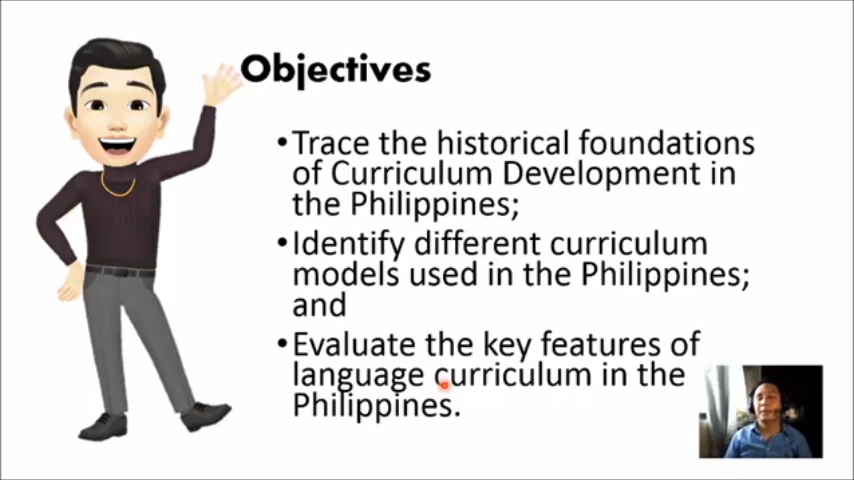 Objectives
•Trace the historical foundations
of Curriculum Development in
the Philippines;
•Identify different curriculum
models used in the Philippines;
and
•Evaluate the key features of
language curriculum in the
Philippines.